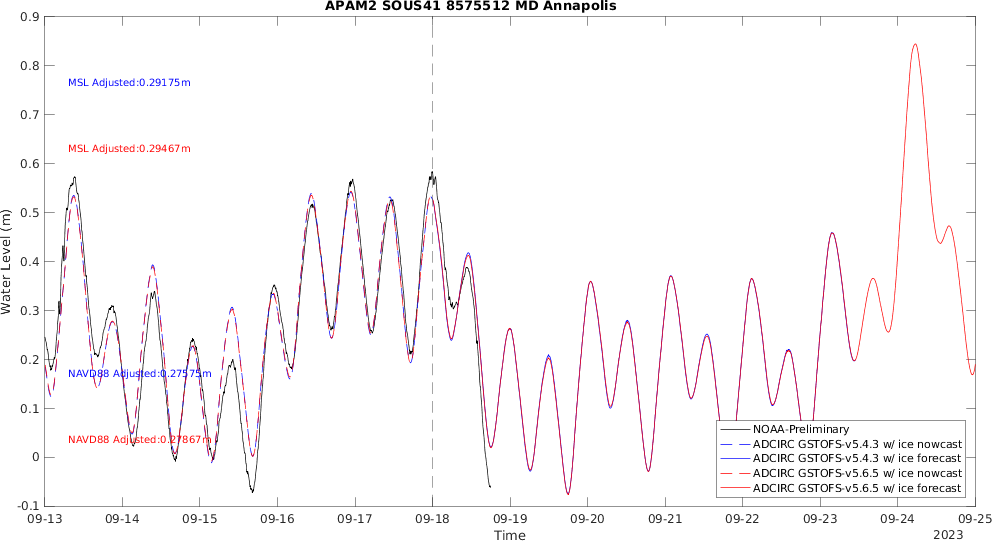 APAM2 SOUS41 8575512 MD Annapolis
0.9
0.8
0.7
0.6
0.5
0.4
0.3
0.2
0.1
0
-0.1
Water Level (m)
MSL Adjusted:0.29175m
MSL Adjusted:0.29467m
NAVD88 Adjusted:0.27575m
NAVD88 Adjusted:0.27867m
NOAA-Preliminary
ADCIRC GSTOFS-v5.4.3 w/ ice nowcast
ADCIRC GSTOFS-v5.4.3 w/ ice forecast
ADCIRC GSTOFS-v5.6.5 w/ ice nowcast
ADCIRC GSTOFS-v5.6.5 w/ ice forecast
09-13 09-14 09-15 09-16 09-17 09-18 09-19 09-20 09-21 09-22 09-23 09-24 09-25
Time
2023